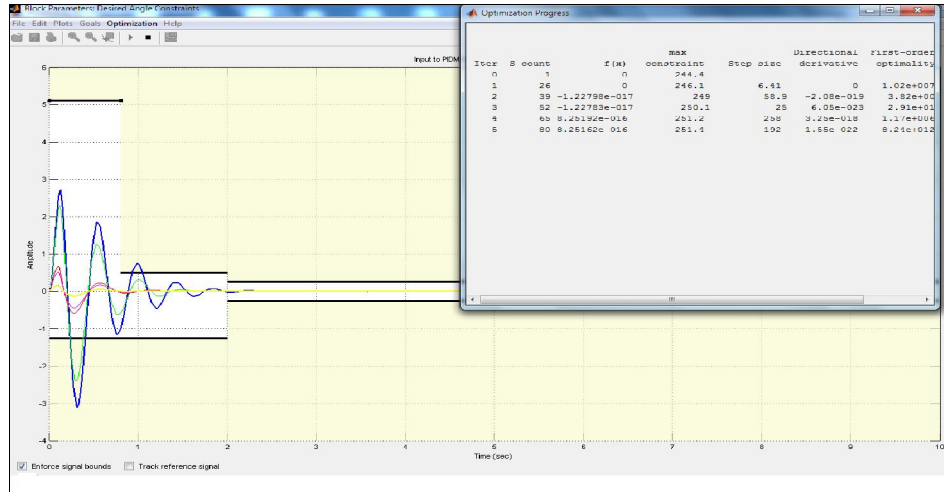 Block Parameters: Desired Angle Constraints
File Edit Plots Goals Optimization Help
Input to PIDM
6
5
4
3
2
1
0
-1
-2
-3
-4
Amplitude
0 1 2 3 4 5 6 7 8 9 10
Time (sec)
Enforce signal bounds Track reference signal
Optimization Progress
max Directional First-order
Iter S count f(x) constraint Step size derivative optimality
0 1 0 244.4
1 26 0 246.1 6.41 0 1.02e+007
2 39 -1.22798e-017 249 58.9 -2.08e-019 3.82e+00
3 52 -1.22783e-017 250.1 25 6.05e-023 2.91e+01
4 65 8.25192e-016 251.2 258 3.25e-018 1.17e+006
5 80 8.25162e-016 251.4 192 1.55e-022 8.24e+012